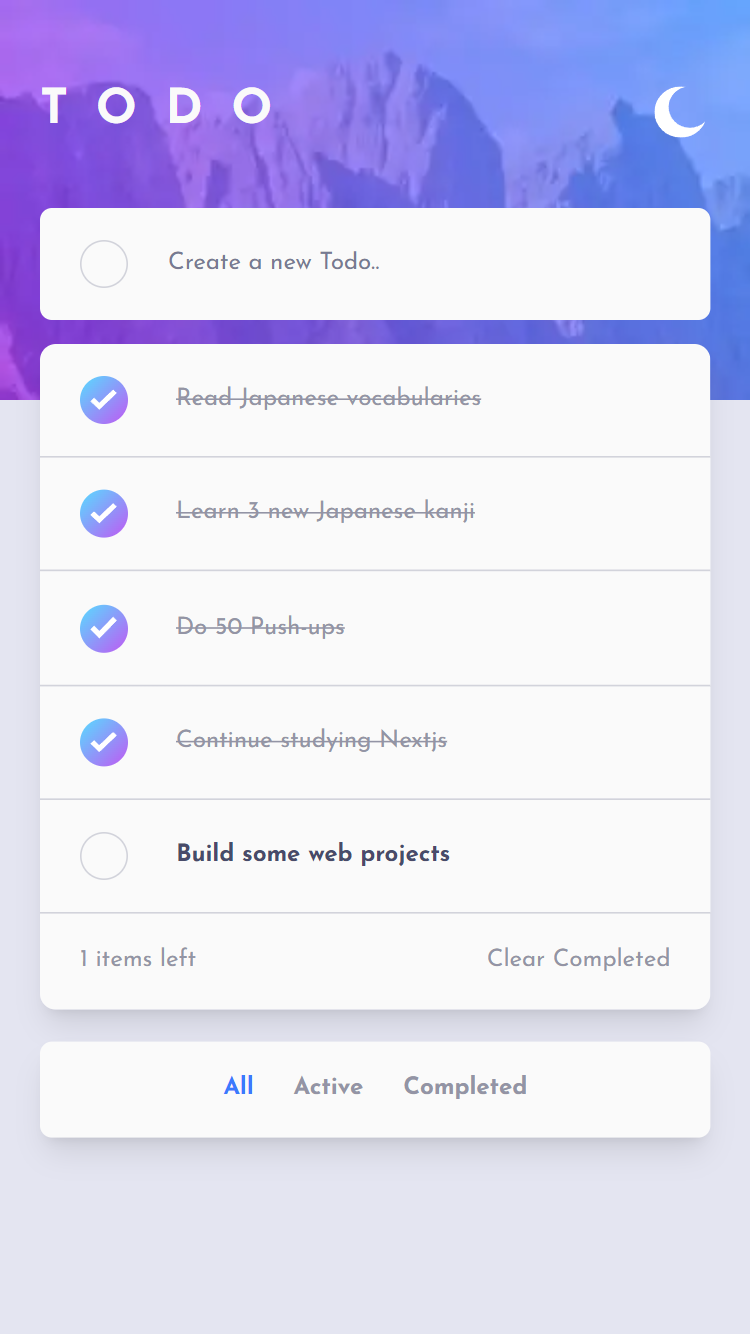 TODO
Create a new Todo..
Read Japanese vocabularies
Learn 3 new Japanese kanji
Do 50 Push-ups
Continue studying Nextjs
Build some web projects
1 items left Clear Completed
All Active Completed